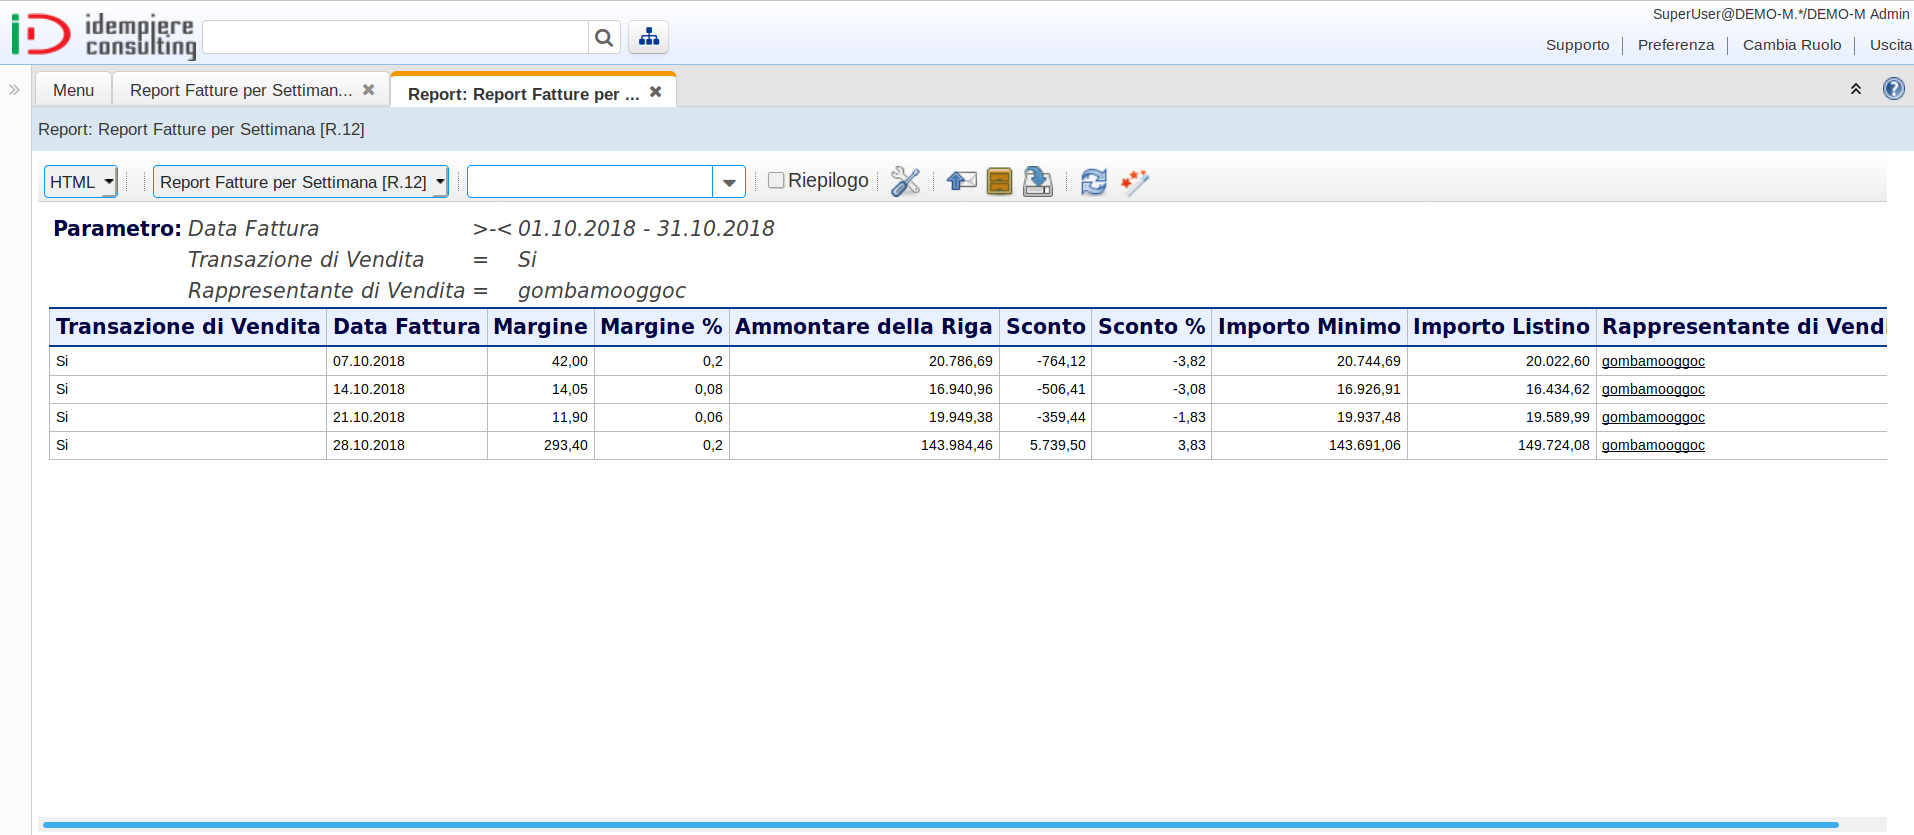 SuperUser@DEMO-M.*/DEMO-M Admin
idempiere
consulting
Supporto Preferenza Cambia Ruolo Uscita
Menu Report Fatture per Settiman... Report: Report Fatture per ...
Report: Report Fatture per Settimana [R.12]
HTML Report Fatture per Settimana [R.12] Riepilogo
Parametro: Data Fattura >-< 01.10.2018 - 31.10.2018
Transazione di Vendita = Si
Rappresentante di Vendita = gombamooggoc
Transazione di Vendita Data Fattura Margine Margine % Ammontare della Riga Sconto Sconto % Importo Minimo Importo Listino Rappresentante di Vendi
Si 07.10.2018 42,00 0,2 20.786,69 -764,12 -3,82 20.744,69 20.022,60 gombamooggoc
Si 14.10.2018 14,05 0,08 16.940,96 -506,41 -3,08 16.926,91 16.434,62 gombamooggoc
Si 21.10.2018 11,90 0,06 19.949,38 -359,44 -1,83 19.937,48 19.589,99 gombamooggoc
Si 28.10.2018 293,40 0,2 143.984,46 5.739,50 3,83 143.691,06 149.724,08 gombamooggoc